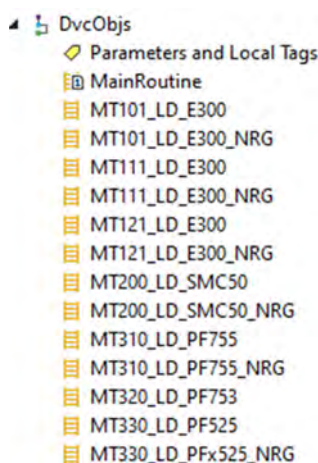 DvcObjs
Parameters and Local Tags
MainRoutine
MT101_LD_E300
MT101_LD_E300_NRG
MT111_LD_E300
MT111_LD_E300_NRG
MT121_LD_E300
MT121_LD_E300_NRG
MT200_LD_SMC50
MT200_LD_SMC50_NRG
MT310_LD_PF755
MT310_LD_PF755_NRG
MT320_LD_PF753
MT330_LD_PF525
MT330_LD_PFx525_NRG